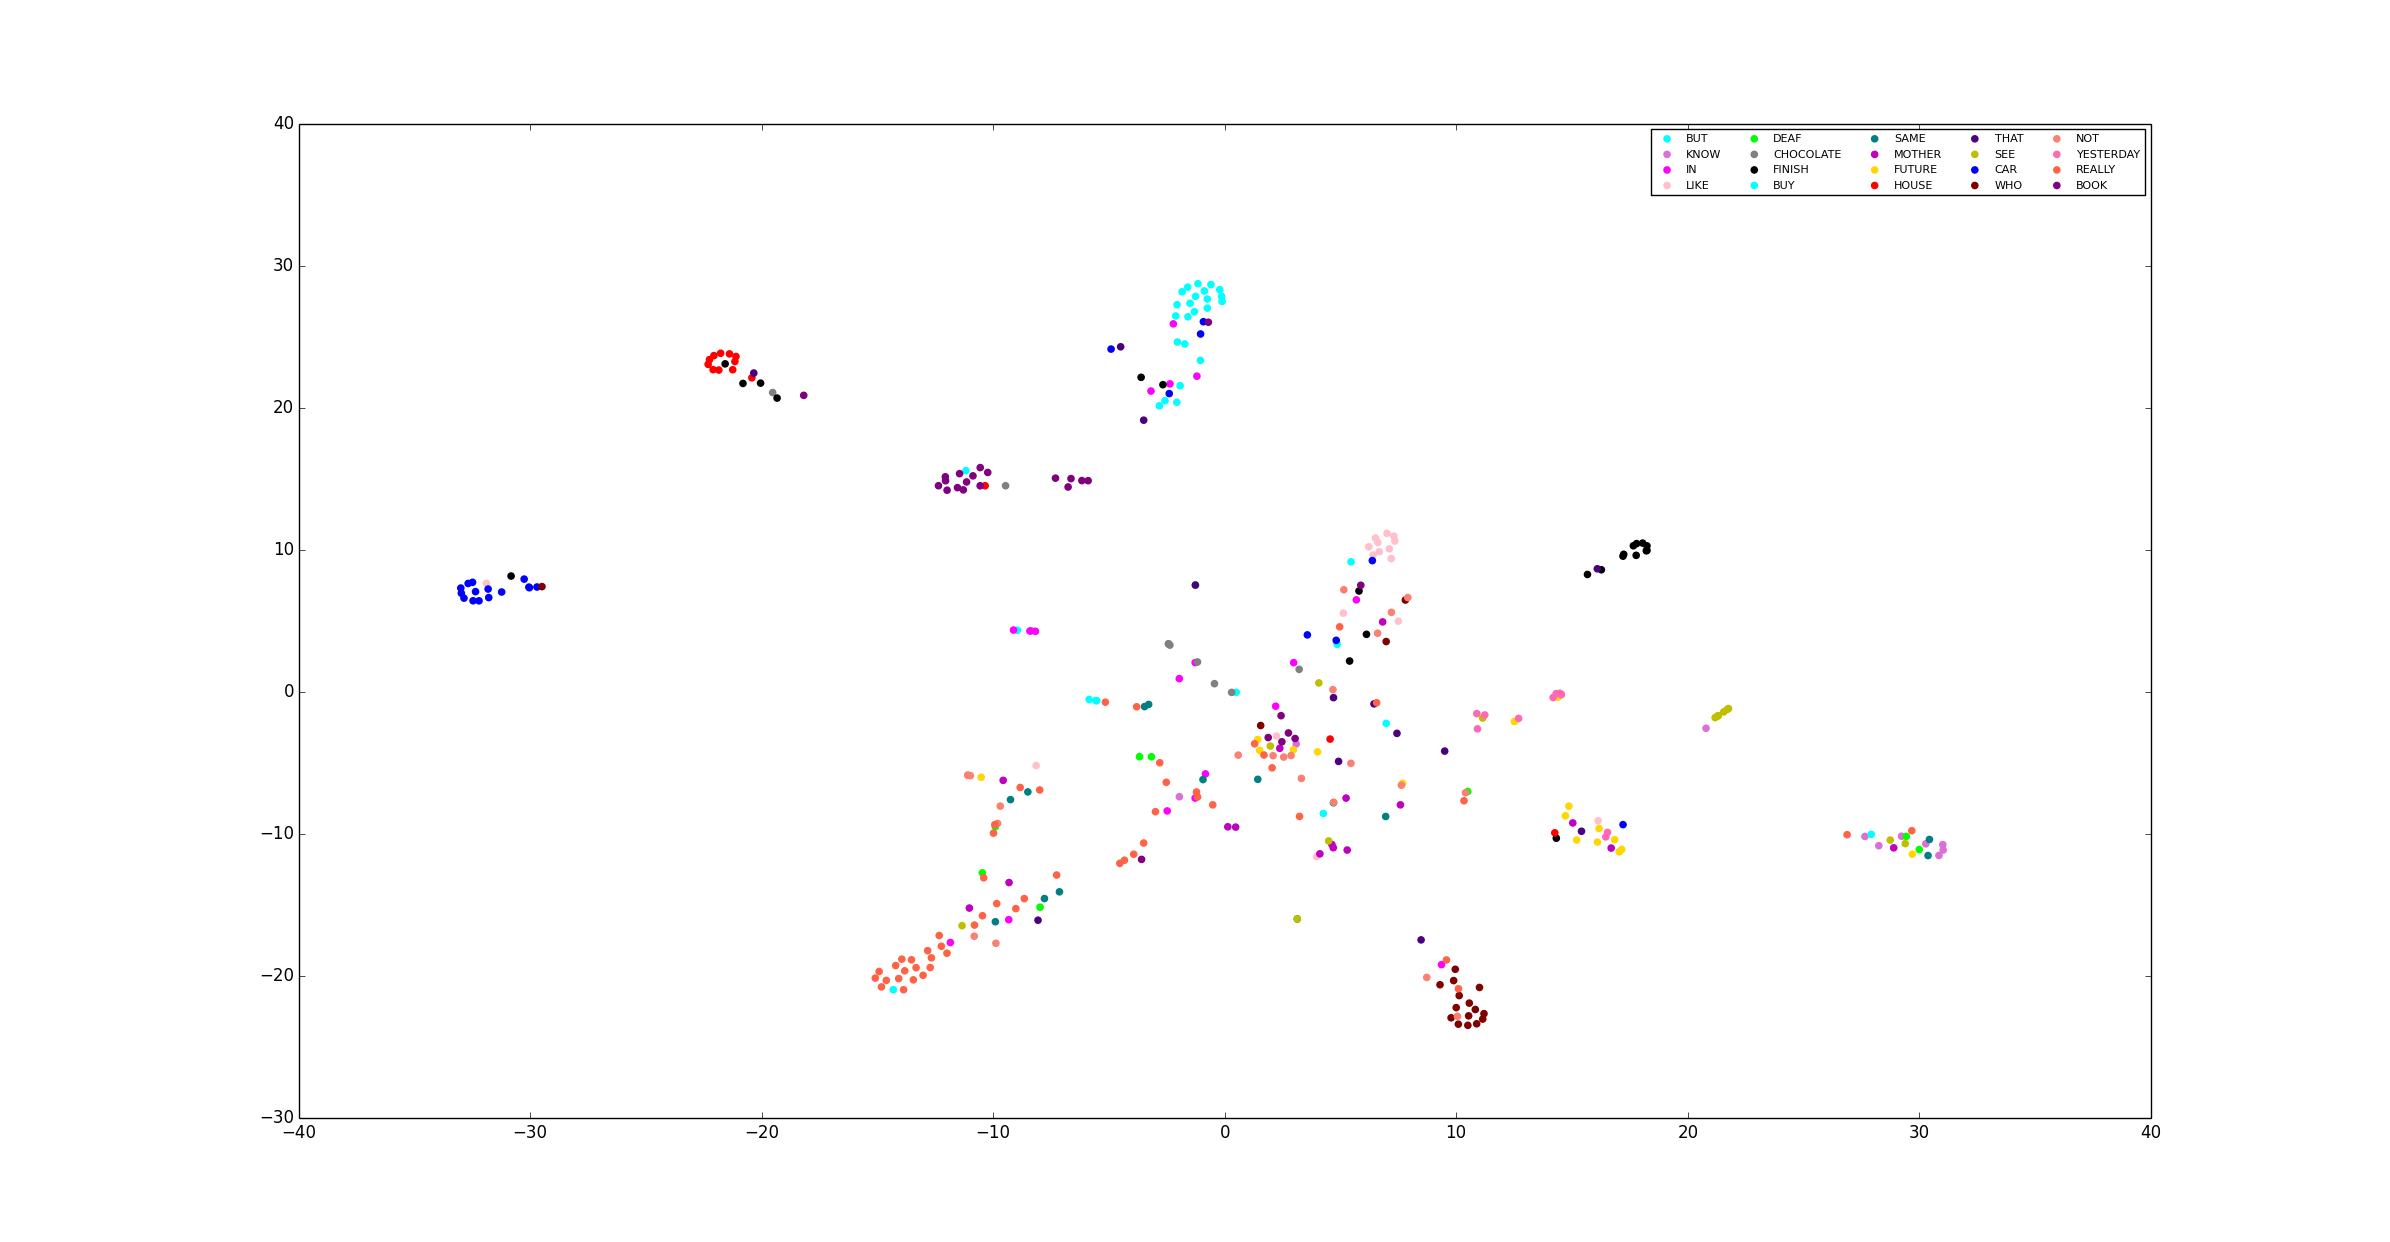 40
BUT DEAF SAME THAT NOT
KNOW CHOCOLATE MOTHER SEE YESTERDAY
IN FINISH FUTURE CAR REALLY
LIKE BUY HOUSE WHO BOOK
30
20
10
0
−10
−20
−30
−40 −30 −20 −10 0 10 20 30 40